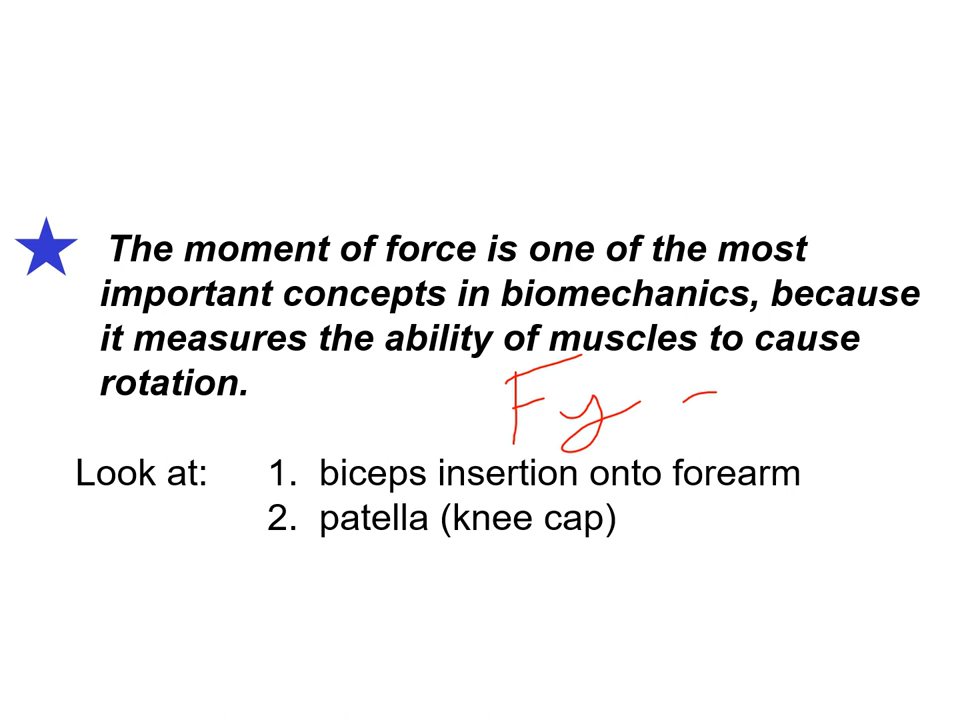 The moment of force is one of the most
important concepts in biomechanics, because
it measures the ability of muscles to cause
rotation.
Fy -
Look at: 1. biceps insertion onto forearm
2. patella (knee cap)